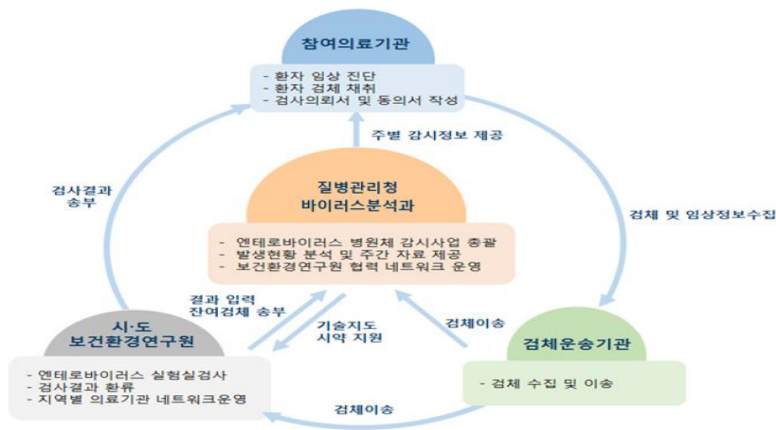 참여의료기관
- 환자 임상 진단
- 환자 검체 채취
- 검사의뢰서 및 동의서 작성
주별 감시정보 제공
검사결과
송부
질병관리청
바이러스분석과
검체 및 임상정보수집
- 엔테로바이러스 병원체 감시사업 총괄
- 발생현황 분석 및 주간 자료 제공
- 보건환경연구원 협력 네트워크 운영
결과 입력
잔여검체 송부
기술지도
시약 지원
검체이송
시·도
보건환경연구원
검체운송기관
- 엔테로바이러스 실험실검사
- 검사결과 환류
- 지역별 의료기관 네트워크운영
- 검체 수집 및 이송
검체이송